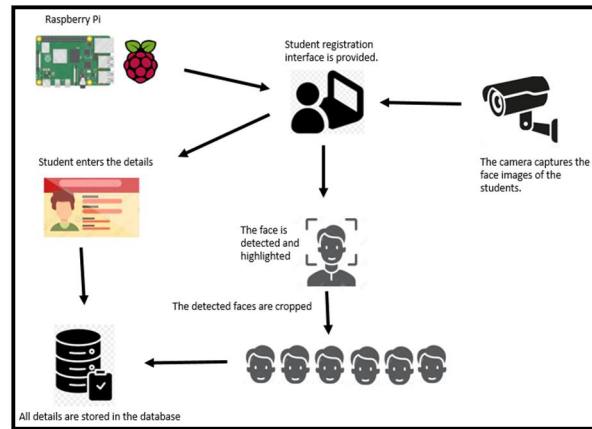 Raspberry Pi
Student registration
interface is provided.
The camera captures the
face images of the
students.
Student enters the details
The face is
detected and
highlighted
The detected faces are cropped
All details are stored in the database